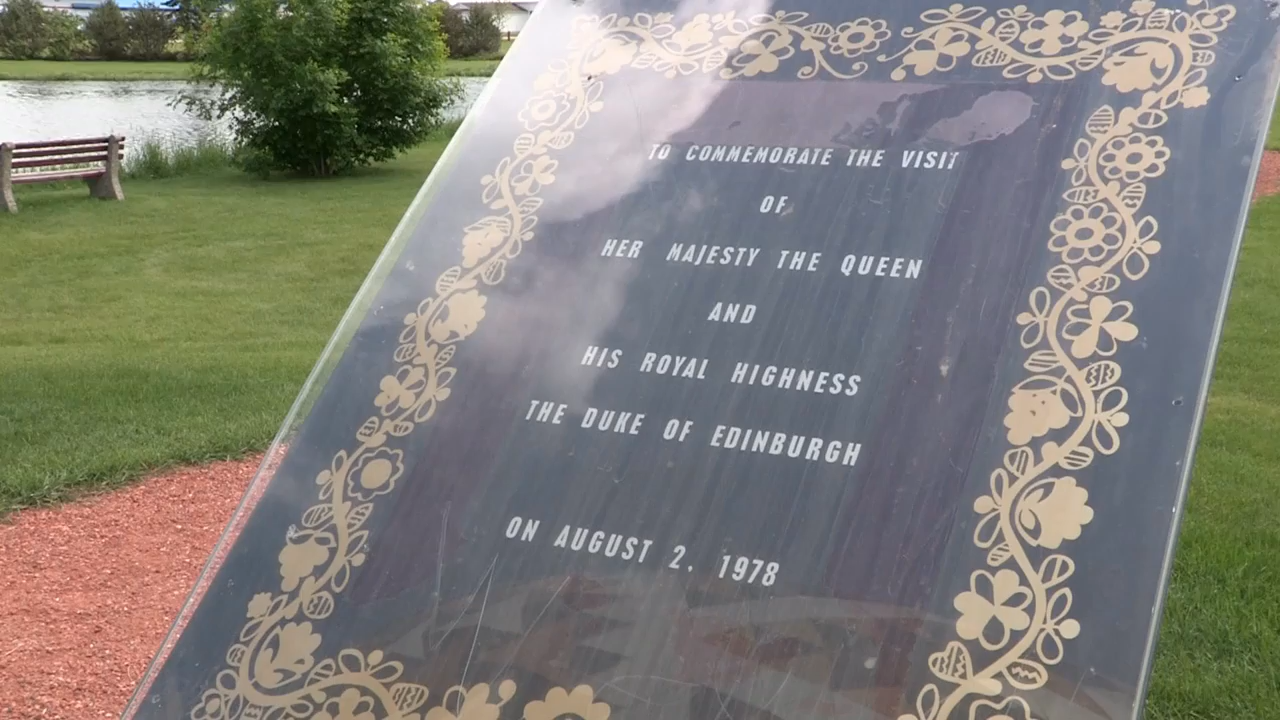 TO COMMEMORATE THE VISIT
OF
HER MAJESTY THE QUEEN
AND
HIS ROYAL HIGHNESS
THE DUKE OF EDINBURGH
ON AUGUST 2, 1978